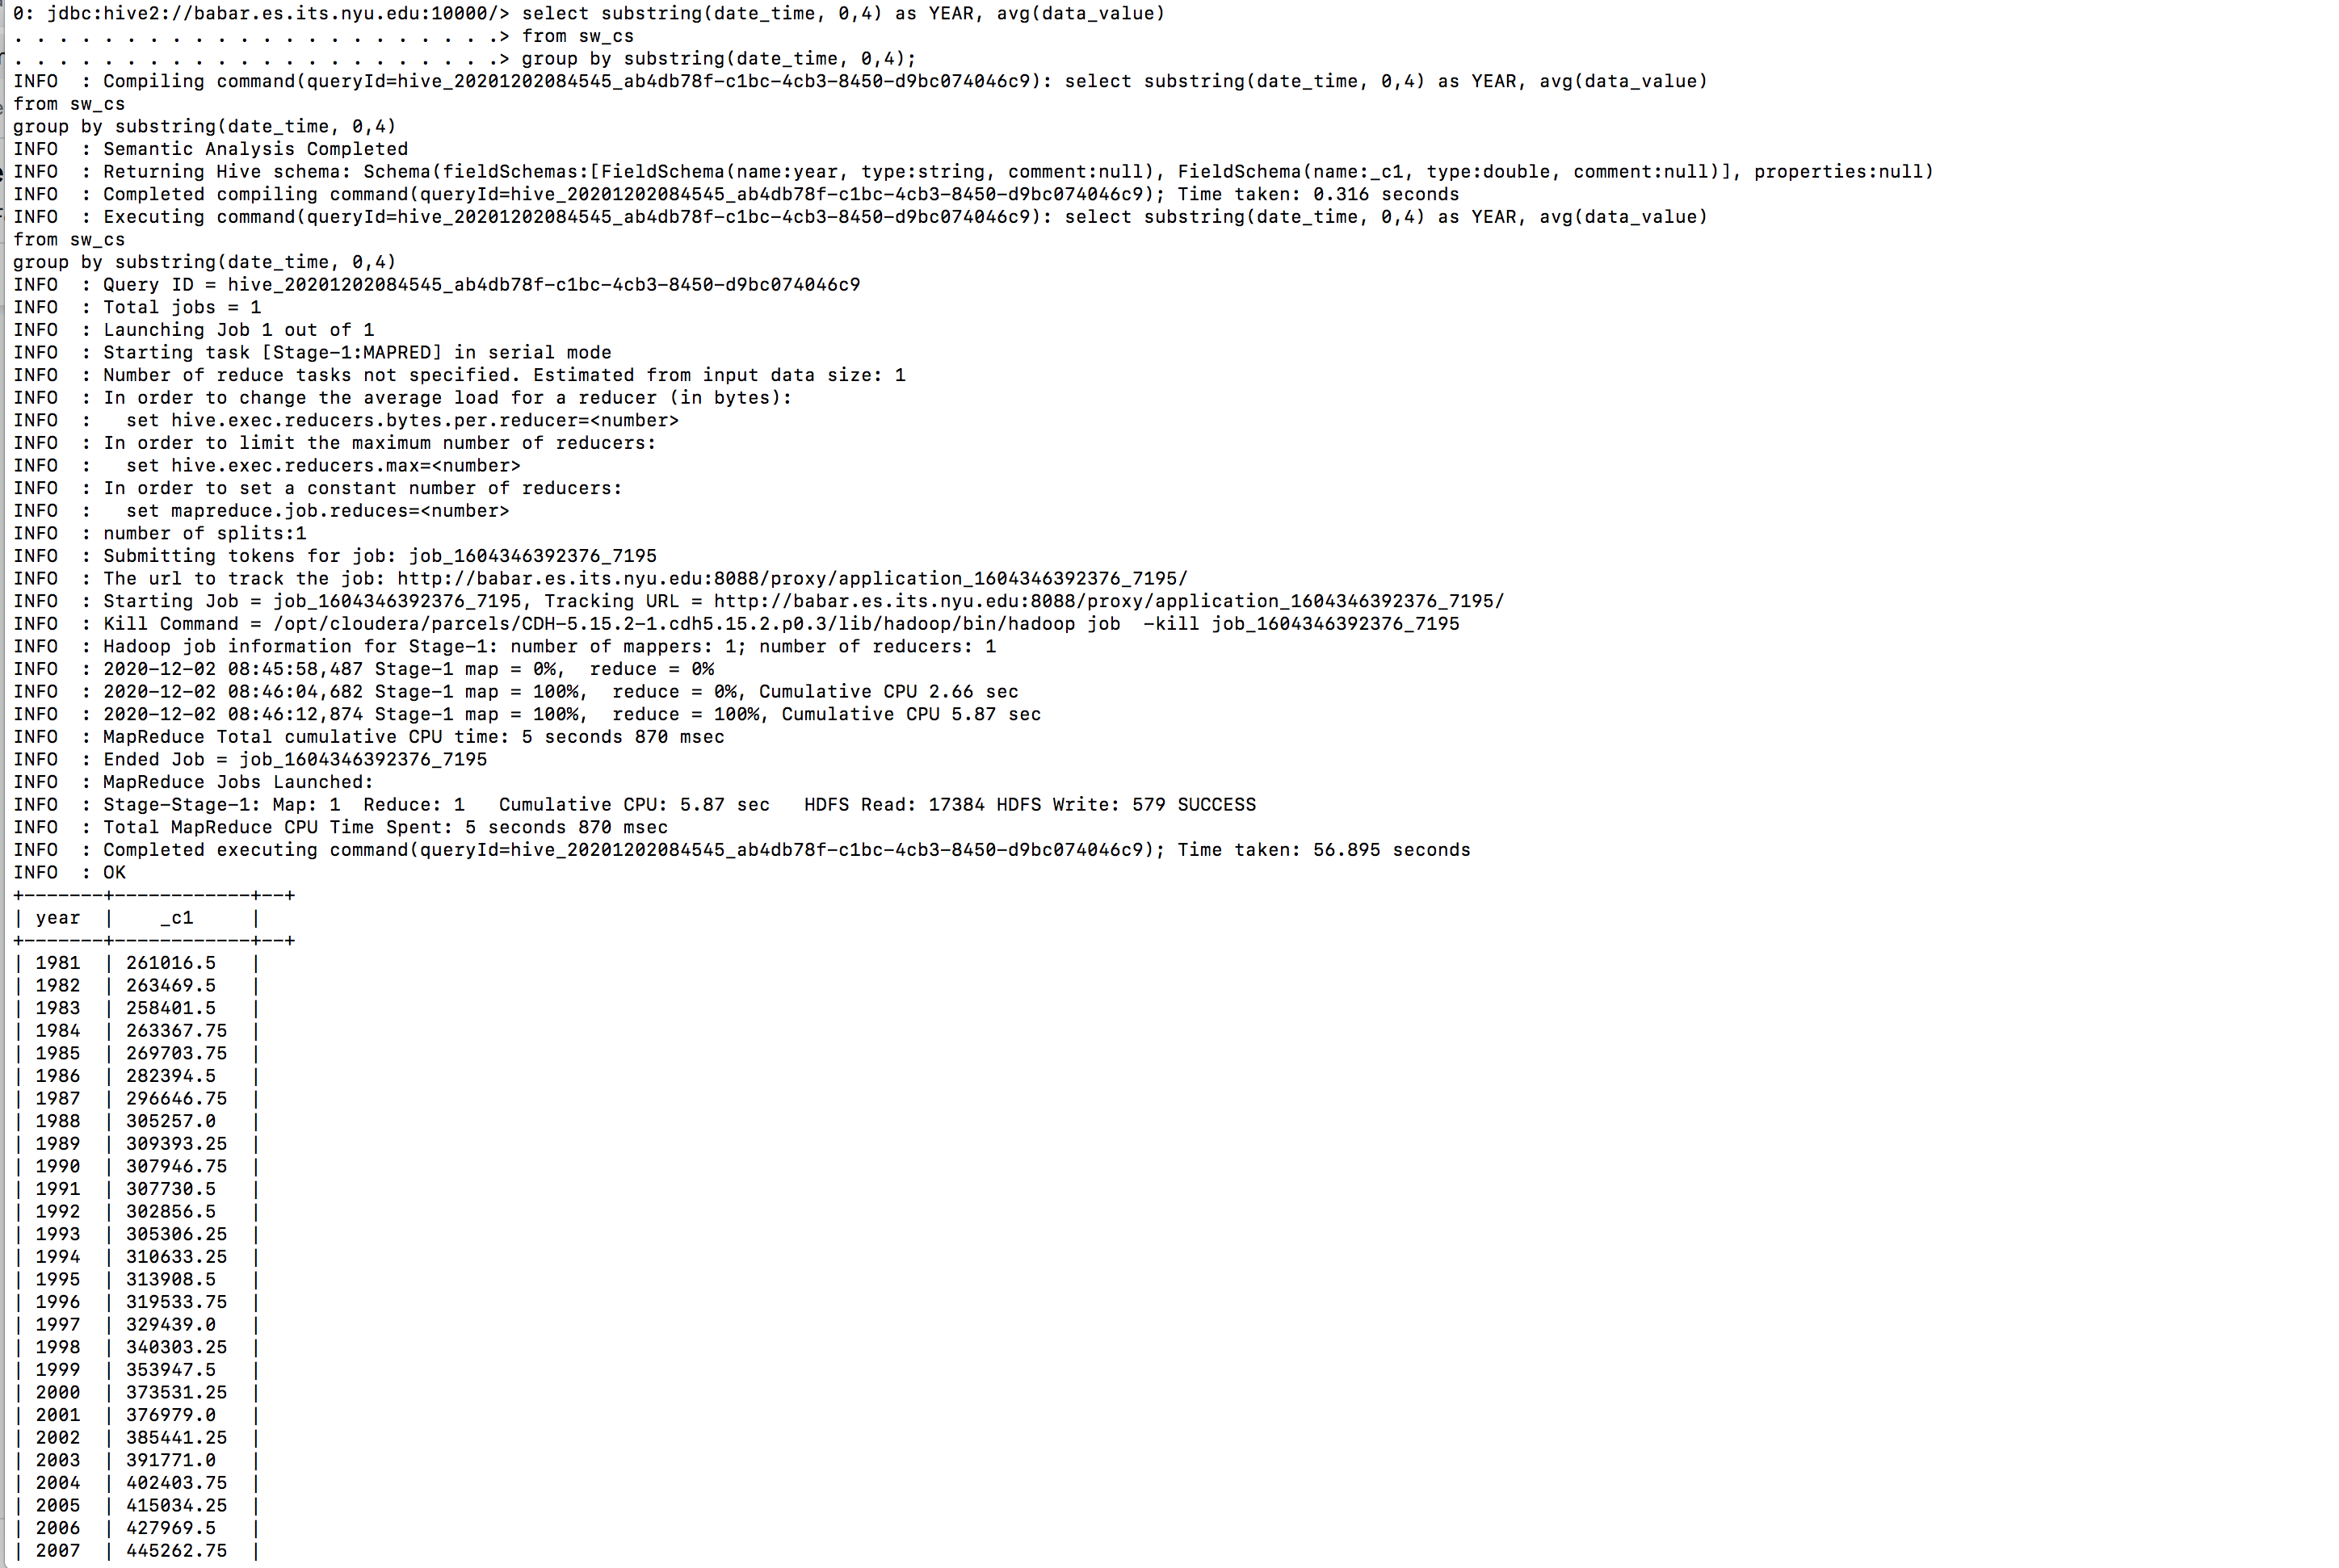 0: jdbc:hive2://babar.es.its.nyu.edu:10000/> select substring(date_time, 0,4) as YEAR, avg(data_value)
. . . . . . . . . . . . . . . . . . . . . .> from sw_cs
. . . . . . . . . . . . . . . . . . . . . .> group by substring(date_time, 0,4);
INFO  : Compiling command(queryId=hive_20201202084545_ab4db78f-c1bc-4cb3-8450-d9bc074046c9): select substring(date_time, 0,4) as YEAR, avg(data_value)
from sw_cs
group by substring(date_time, 0,4)
INFO  : Semantic Analysis Completed
INFO  : Returning Hive schema: Schema(fieldSchemas:[FieldSchema(name:year, type:string, comment:null), FieldSchema(name:_c1, type:double, comment:null)], properties:null)
INFO  : Completed compiling command(queryId=hive_20201202084545_ab4db78f-c1bc-4cb3-8450-d9bc074046c9); Time taken: 0.316 seconds
INFO  : Executing command(queryId=hive_20201202084545_ab4db78f-c1bc-4cb3-8450-d9bc074046c9): select substring(date_time, 0,4) as YEAR, avg(data_value)
from sw_cs
group by substring(date_time, 0,4)
INFO  : Query ID = hive_20201202084545_ab4db78f-c1bc-4cb3-8450-d9bc074046c9
INFO  : Total jobs = 1
INFO  : Launching Job 1 out of 1
INFO  : Starting task [Stage-1:MAPRED] in serial mode
INFO  : Number of reduce tasks not specified. Estimated from input data size: 1
INFO  : In order to change the average load for a reducer (in bytes):
INFO  :   set hive.exec.reducers.bytes.per.reducer=<number>
INFO  : In order to limit the maximum number of reducers:
INFO  :   set hive.exec.reducers.max=<number>
INFO  : In order to set a constant number of reducers:
INFO  :   set mapreduce.job.reduces=<number>
INFO  : number of splits:1
INFO  : Submitting tokens for job: job_1604346392376_7195
INFO  : The url to track the job: http://babar.es.its.nyu.edu:8088/proxy/application_1604346392376_7195/
INFO  : Starting Job = job_1604346392376_7195, Tracking URL = http://babar.es.its.nyu.edu:8088/proxy/application_1604346392376_7195/
INFO  : Kill Command = /opt/cloudera/parcels/CDH-5.15.2-1.cdh5.15.2.p0.3/lib/hadoop/bin/hadoop job  -kill job_1604346392376_7195
INFO  : Hadoop job information for Stage-1: number of mappers: 1; number of reducers: 1
INFO  : 2020-12-02 08:45:58,487 Stage-1 map = 0%,  reduce = 0%
INFO  : 2020-12-02 08:46:04,682 Stage-1 map = 100%,  reduce = 0%, Cumulative CPU 2.66 sec
INFO  : 2020-12-02 08:46:12,874 Stage-1 map = 100%,  reduce = 100%, Cumulative CPU 5.87 sec
INFO  : MapReduce Total cumulative CPU time: 5 seconds 870 msec
INFO  : Ended Job = job_1604346392376_7195
INFO  : MapReduce Jobs Launched:
INFO  : Stage-Stage-1: Map: 1  Reduce: 1   Cumulative CPU: 5.87 sec   HDFS Read: 17384 HDFS Write: 579 SUCCESS
INFO  : Total MapReduce CPU Time Spent: 5 seconds 870 msec
INFO  : Completed executing command(queryId=hive_20201202084545_ab4db78f-c1bc-4cb3-8450-d9bc074046c9); Time taken: 56.895 seconds
INFO  : OK
+-------+------------+--+
| year  |    _c1     |
+-------+------------+--+
| 1981  | 261016.5   |
| 1982  | 263469.5   |
| 1983  | 258401.5   |
| 1984  | 263367.75  |
| 1985  | 269703.75  |
| 1986  | 282394.5   |
| 1987  | 296646.75  |
| 1988  | 305257.0   |
| 1989  | 309393.25  |
| 1990  | 307946.75  |
| 1991  | 307730.5   |
| 1992  | 302856.5   |
| 1993  | 305306.25  |
| 1994  | 310633.25  |
| 1995  | 313908.5   |
| 1996  | 319533.75  |
| 1997  | 329439.0   |
| 1998  | 340303.25  |
| 1999  | 353947.5   |
| 2000  | 373531.25  |
| 2001  | 376979.0   |
| 2002  | 385441.25  |
| 2003  | 391771.0   |
| 2004  | 402403.75  |
| 2005  | 415034.25  |
| 2006  | 427969.5   |
| 2007  | 445262.75  |